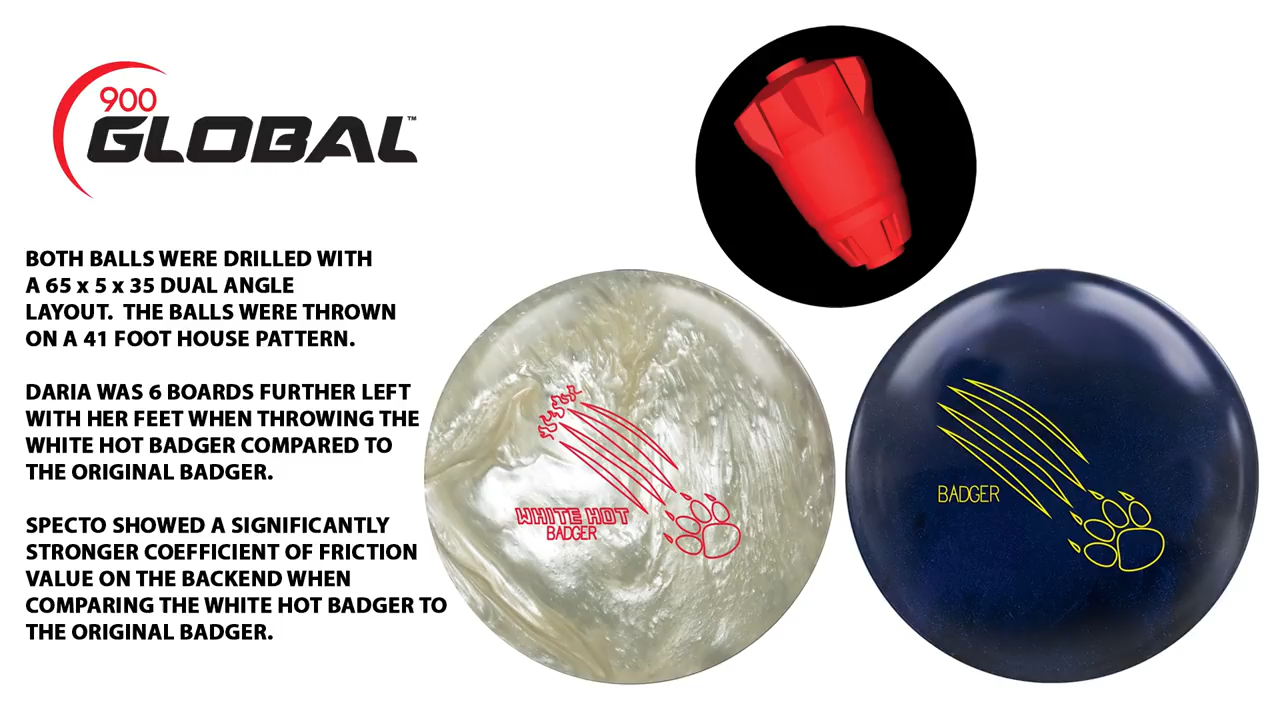 900
GLOBAL™
BOTH BALLS WERE DRILLED WITH
A 65 x 5 x 35 DUAL ANGLE
LAYOUT. THE BALLS WERE THROWN
ON A 41 FOOT HOUSE PATTERN.
DARIA WAS 6 BOARDS FURTHER LEFT
WITH HER FEET WHEN THROWING THE
WHITE HOT BADGER COMPARED TO
THE ORIGINAL BADGER.
SPECTO SHOWED A SIGNIFICANTLY
STRONGER COEFFICIENT OF FRICTION
VALUE ON THE BACKEND WHEN
COMPARING THE WHITE HOT BADGER TO
THE ORIGINAL BADGER.
WHITE HOT
BADGER
BADGER